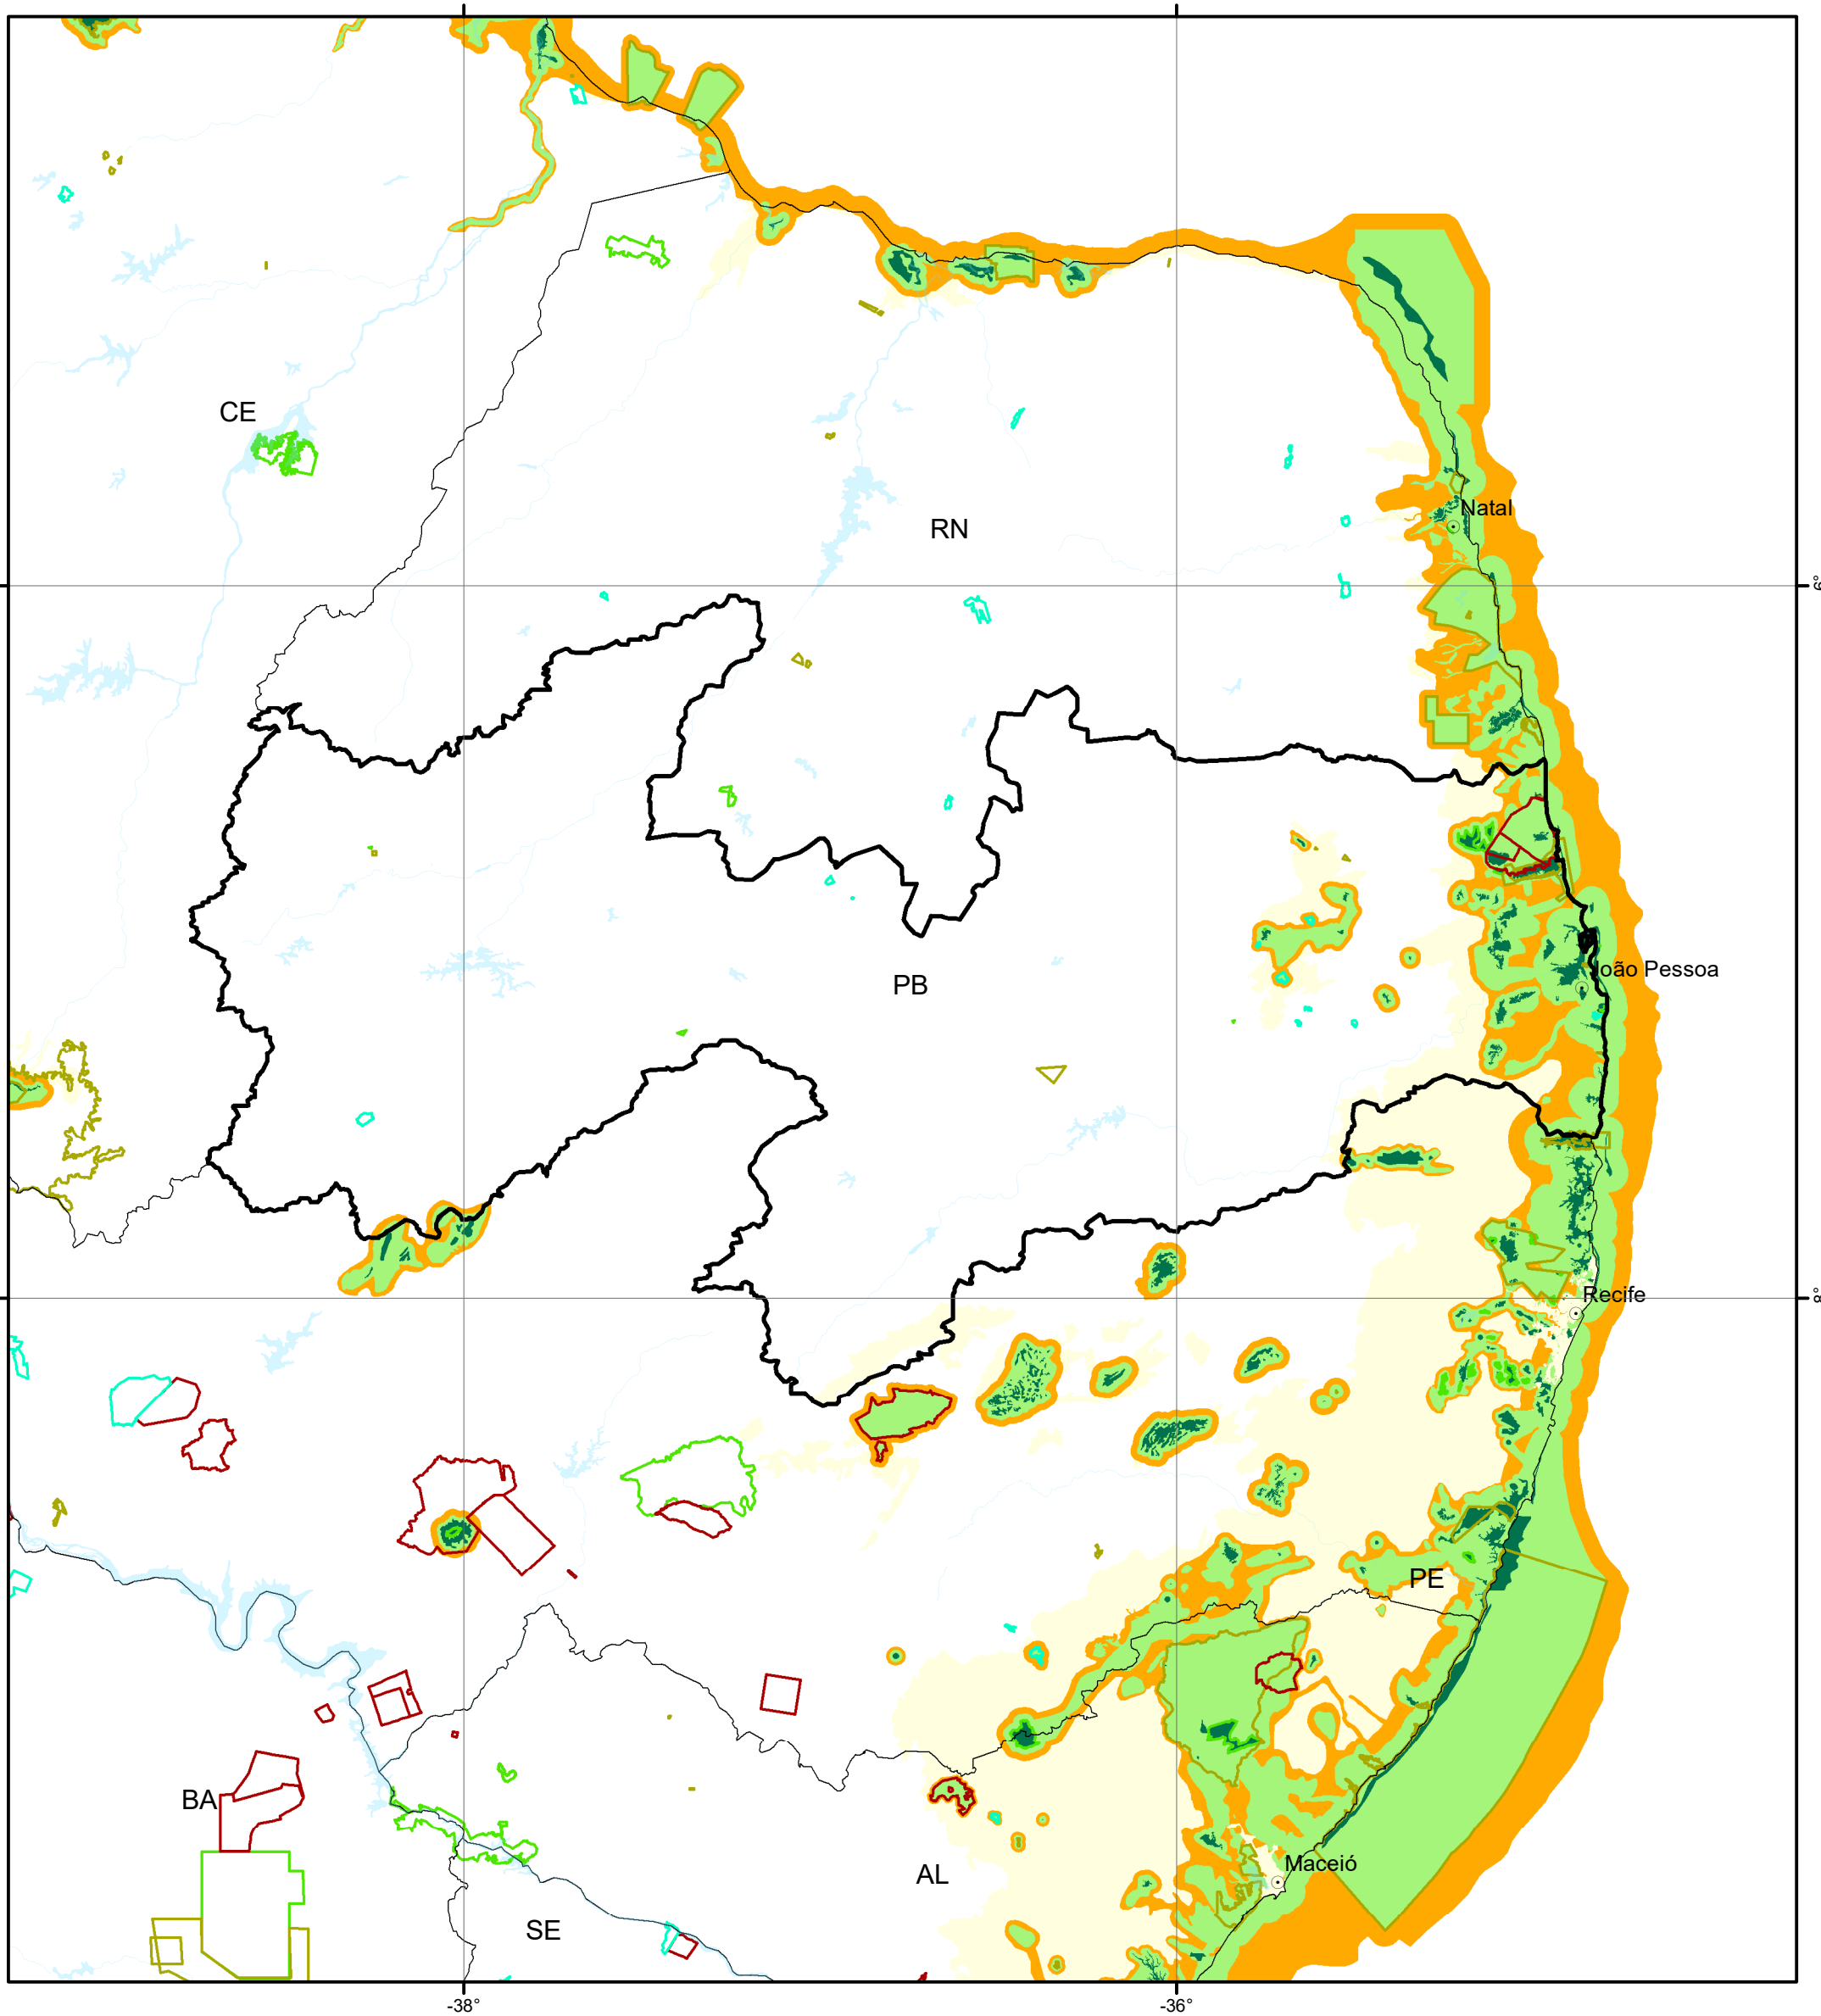 CE
Natal
RN
João Pessoa
PB
Recife
PE
BA
Maceió
AL
SE
-38°
-36°